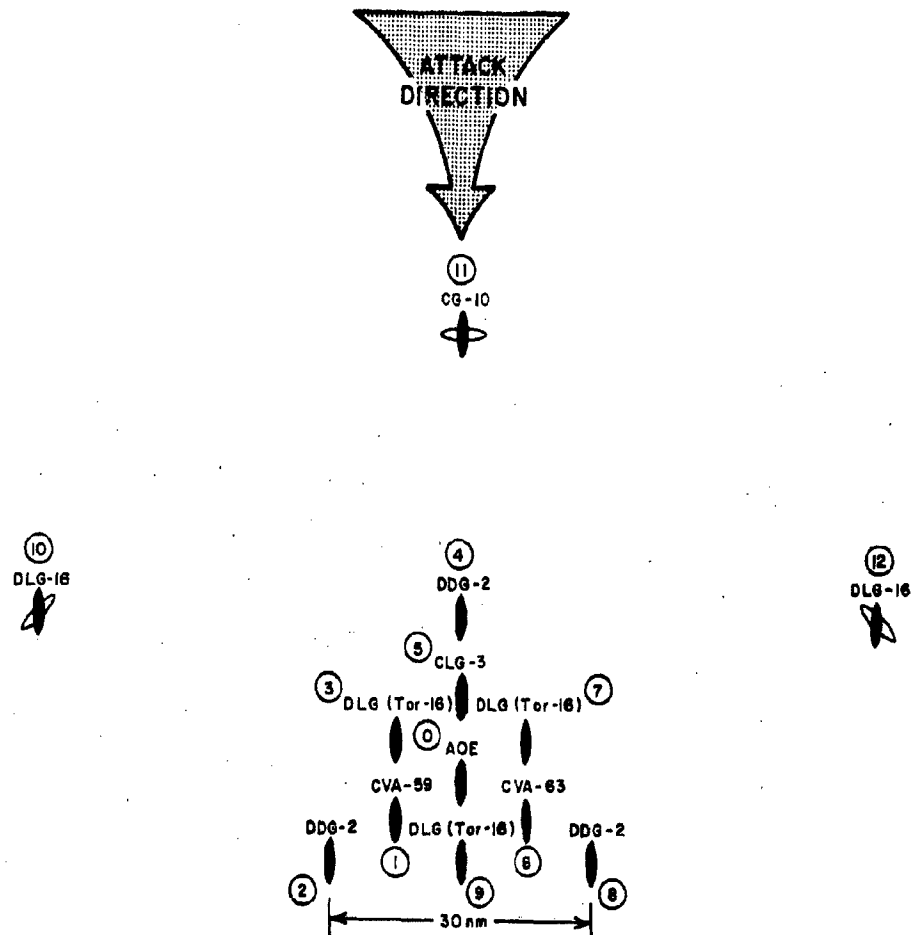 ATTACK
DIRECTION
11
CG-10
10
DLG-16
4
DDG-2
12
DLG-16
5
CLG-3
3
DLG (Tor-16)
DLG (Tor-16)
7
0
AOE
CVA-59
CVA-63
DDG-2
DLG (Tor-16)
DDG-2
1
6
2
9
8
30 nm